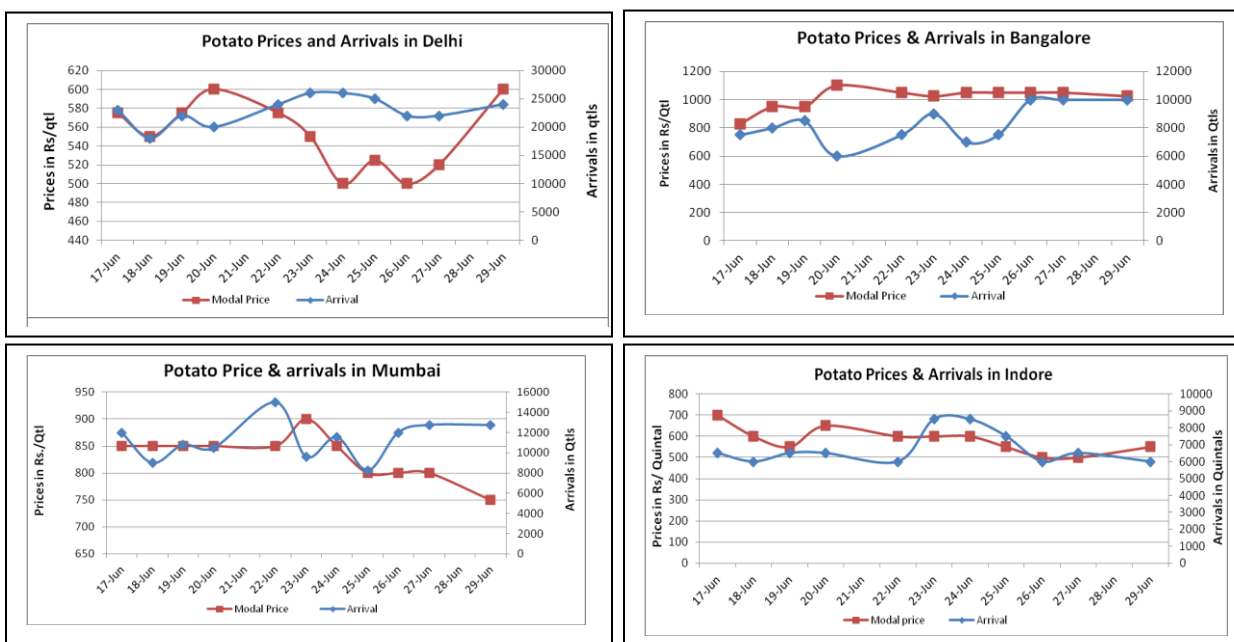 Potato Prices and Arrivals in Delhi
620
600
580
560
540
520
500
480
460
440
Prices in Rs/qtl
30000
25000
20000
15000
10000
5000
0
Arrivals in qtls
17-Jun
18-Jun
19-Jun
20-Jun
21-Jun
22-Jun
23-Jun
24-Jun
25-Jun
26-Jun
27-Jun
28-Jun
29-Jun
Modal Price
Arrival
Potato Prices & Arrivals in Bangalore
1200
1000
800
600
400
200
0
Prices in Rs/Qtl
12000
10000
8000
6000
4000
2000
0
Arrivals in Qtls
17-Jun
18-Jun
19-Jun
20-Jun
21-Jun
22-Jun
23-Jun
24-Jun
25-Jun
26-Jun
27-Jun
28-Jun
29-Jun
Modal Price
Arrival
Potato Price & arrivals in Mumbai
950
900
850
800
750
700
650
Prices in Rs./Qtl
16000
14000
12000
10000
8000
6000
4000
2000
0
Arrivals in Qtls
17-Jun
18-Jun
19-Jun
20-Jun
21-Jun
22-Jun
23-Jun
24-Jun
25-Jun
26-Jun
27-Jun
28-Jun
29-Jun
Modal Price
Arrival
Potato Prices & Arrivals in Indore
800
700
600
500
400
300
200
100
0
Prices in Rs/ Quintal
10000
9000
8000
7000
6000
5000
4000
3000
2000
1000
0
Arrivals in Quintals
17-Jun
18-Jun
19-Jun
20-Jun
21-Jun
22-Jun
23-Jun
24-Jun
25-Jun
26-Jun
27-Jun
28-Jun
29-Jun
Modal price
Arrival